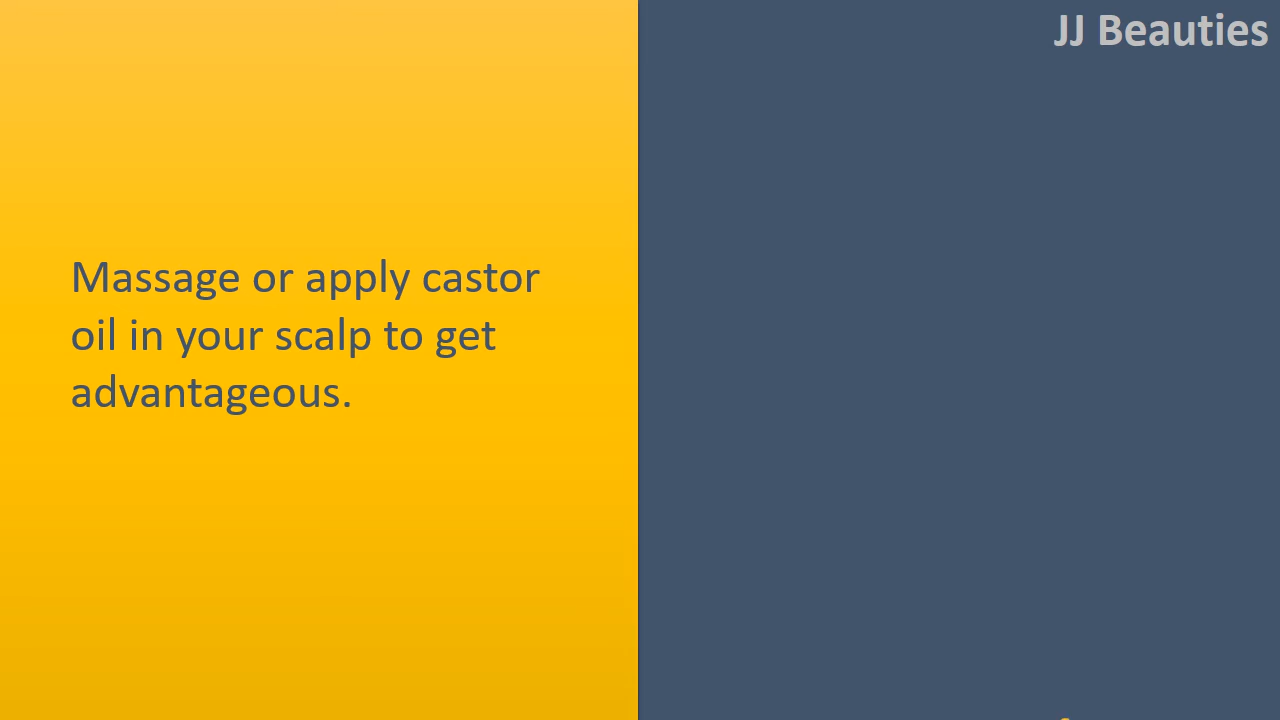 JJ Beauties
Massage or apply castor
oil in your scalp to get
advantageous.